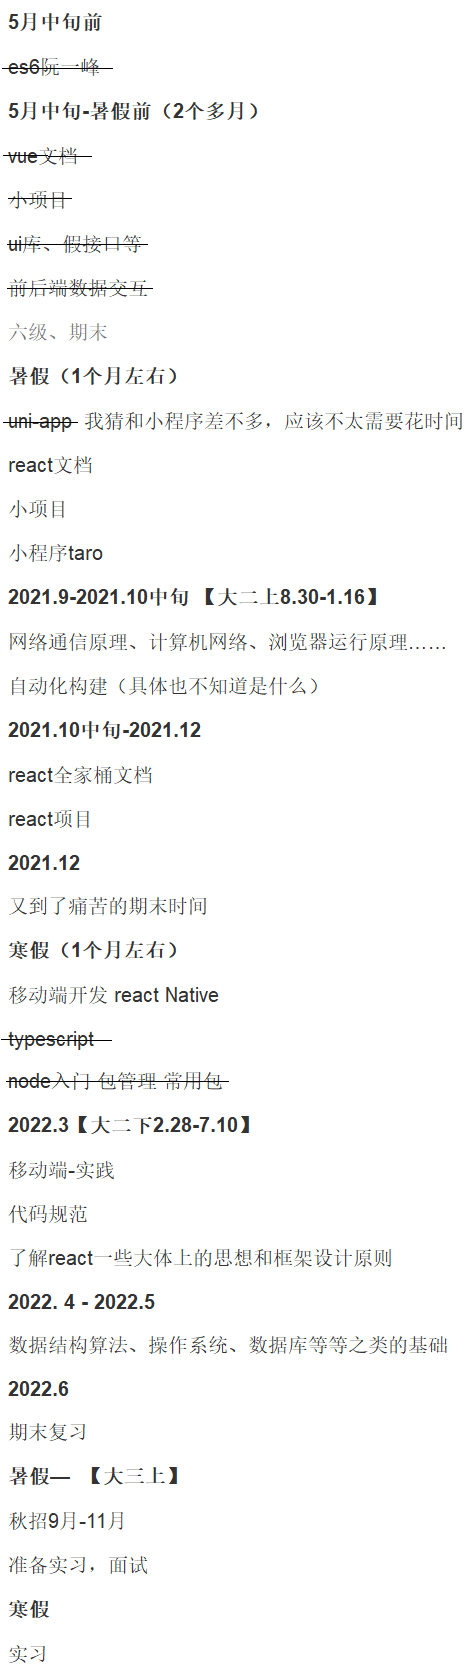 5月中旬前
es6阮一峰
5月中旬-暑假前（2个多月）
vue文档
小项目
ui库、假接口等
前后端数据交互
六级、期末
暑假（1个月左右）
uni-app 我猜和小程序差不多，应该不太需要花时间
react文档
小项目
小程序taro
2021.9-2021.10中旬 【大二上8.30-1.16】
网络通信原理、计算机网络、浏览器运行原理……
自动化构建（具体也不知道是什么）
2021.10中旬-2021.12
react全家桶文档
react项目
2021.12
又到了痛苦的期末时间
寒假（1个月左右）
移动端开发 react Native
typescript
node入门 包管理 常用包
2022.3【大二下2.28-7.10】
移动端-实践
代码规范
了解react一些大体上的思想和框架设计原则
2022. 4 - 2022.5
数据结构算法、操作系统、数据库等等之类的基础
2022.6
期末复习
暑假— 【大三上】
秋招9月-11月
准备实习，面试
寒假
实习